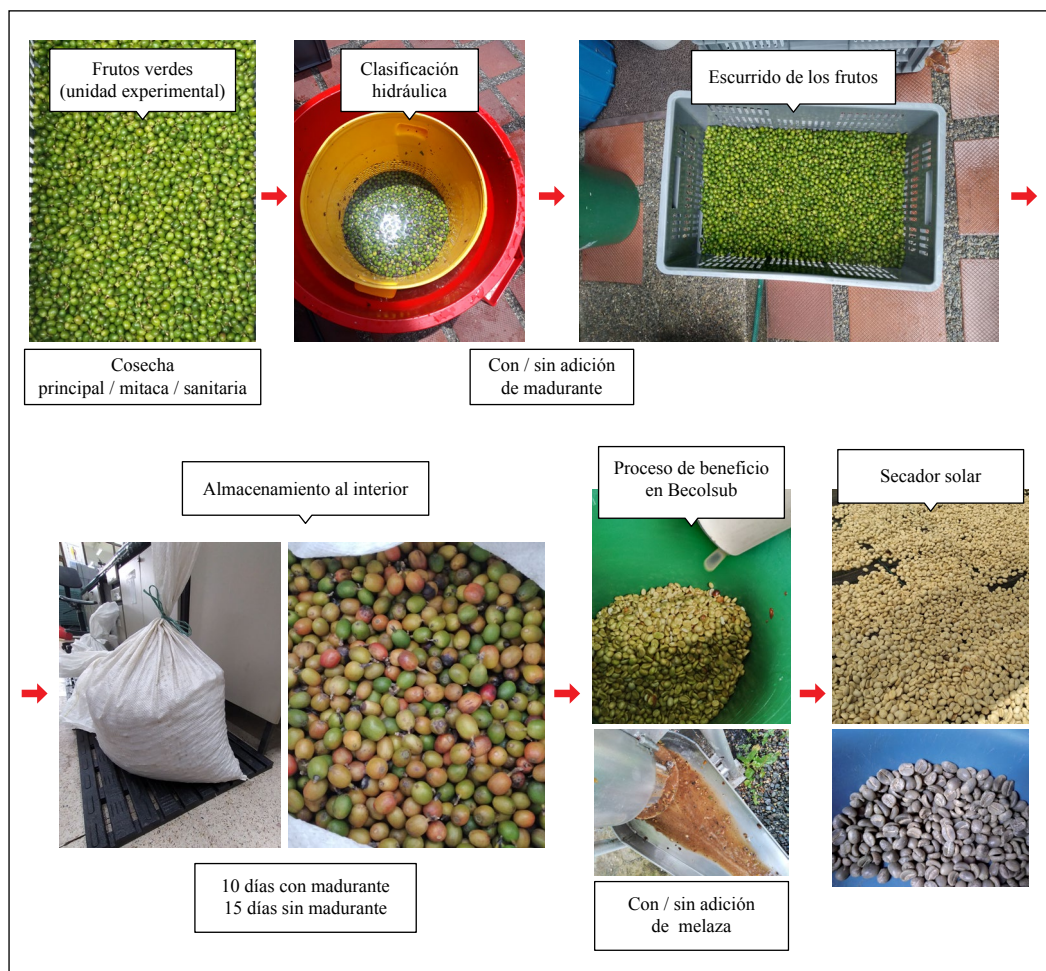 Frutos verdes
(unidad experimental)
Clasificación
hidráulica
Escurrido de los frutos
Cosecha
principal / mitaca / sanitaria
Con / sin adición
de madurante
Almacenamiento al interior
Proceso de beneficio
en Becolsub
Secador solar
10 días con madurante
15 días sin madurante
Con / sin adición
de melaza